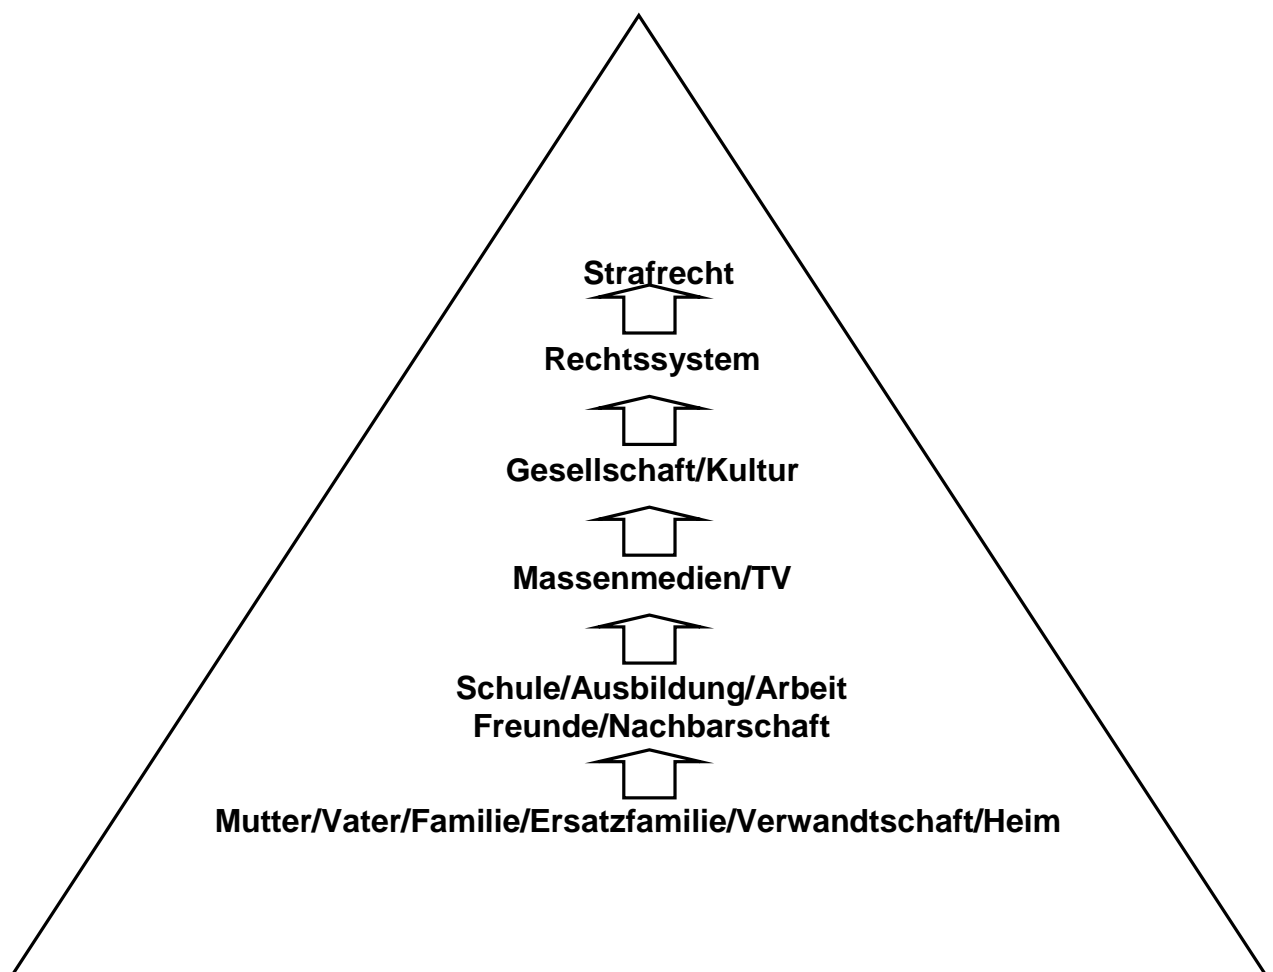 Strafrecht
Rechtssystem
Gesellschaft/Kultur
Massenmedien/TV
Schule/Ausbildung/Arbeit
Freunde/Nachbarschaft
Mutter/Vater/Familie/Ersatzfamilie/Verwandtschaft/Heim